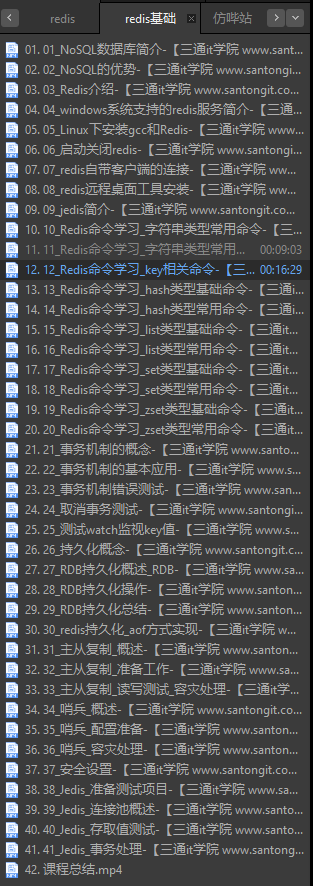 redis redis基础 仿哔站
01. 01_NoSQL数据库简介-【三通it学院 www.sant...
02. 02_NoSQL的优势-【三通it学院 www.santongi...
03. 03_Redis介绍-【三通it学院 www.santongit.co...
04. 04_windows系统支持的redis服务简介-【三通it...
05. 05_Linux下安装gcc和Redis-【三通it学院 www....
06. 06_启动关闭redis-【三通it学院 www.santongi...
07. 07_redis自带客户端的连接-【三通it学院 www....
08. 08_redis远程桌面工具安装-【三通it学院 www....
09. 09_jedis简介-【三通it学院 www.santongit.co...
10. 10_Redis命令学习_字符串类型常用命令-【三...
11. 11_Redis命令学习_字符串类型常用... 00:09:03
12. 12_Redis命令学习_key相关命令-【三... 00:16:29
13. 13_Redis命令学习_hash类型基础命令-【三通i...
14. 14_Redis命令学习_hash类型常用命令-【三通i...
15. 15_Redis命令学习_list类型基础命令-【三通it...
16. 16_Redis命令学习_list类型常用命令-【三通it...
17. 17_Redis命令学习_set类型基础命令-【三通it...
18. 18_Redis命令学习_set类型常用命令-【三通it...
19. 19_Redis命令学习_zset类型基础命令-【三通it...
20. 20_Redis命令学习_zset类型常用命令-【三通it...
21. 21_事务机制的概念-【三通it学院 www.santo...
22. 22_事务机制的基本应用-【三通it学院 www.s...
23. 23_事务机制错误测试-【三通it学院 www.san...
24. 24_取消事务测试-【三通it学院 www.santongi...
25. 25_测试watch监视key值-【三通it学院 www.s...
26. 26_持久化概念-【三通it学院 www.santongit.c...
27. 27_RDB持久化概述_RDB-【三通it学院 www....
28. 28_RDB持久化操作-【三通it学院 www.santon...
29. 29_RDB持久化总结-【三通it学院 www.santon...
30. 30_redis持久化_aof方式实现-【三通it学院 w...
31. 31_主从复制_概述-【三通it学院 www.santon...
32. 32_主从复制_准备工作-【三通it学院 www.sa...
33. 33_主从复制_读写测试_容灾处理-【三通it学...
34. 34_哨兵_概述-【三通it学院 www.santongit.co...
35. 35_哨兵_配置准备-【三通it学院 www.santon...
36. 36_哨兵_容灾处理-【三通it学院 www.santon...
37. 37_安全设置-【三通it学院 www.santongit.co...
38. 38_Jedis_准备测试项目-【三通it学院 www.sa...
39. 39_Jedis_连接池概述-【三通it学院 www.santo...
40. 40_Jedis_存取值测试-【三通it学院 www.santo...
41. 41_Jedis_事务处理-【三通it学院 www.santong...
42. 课程总结.mp4